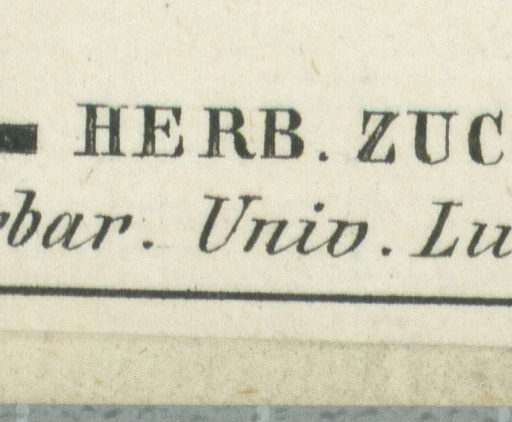 HERB. ZUC
rbar. Univ. Lu